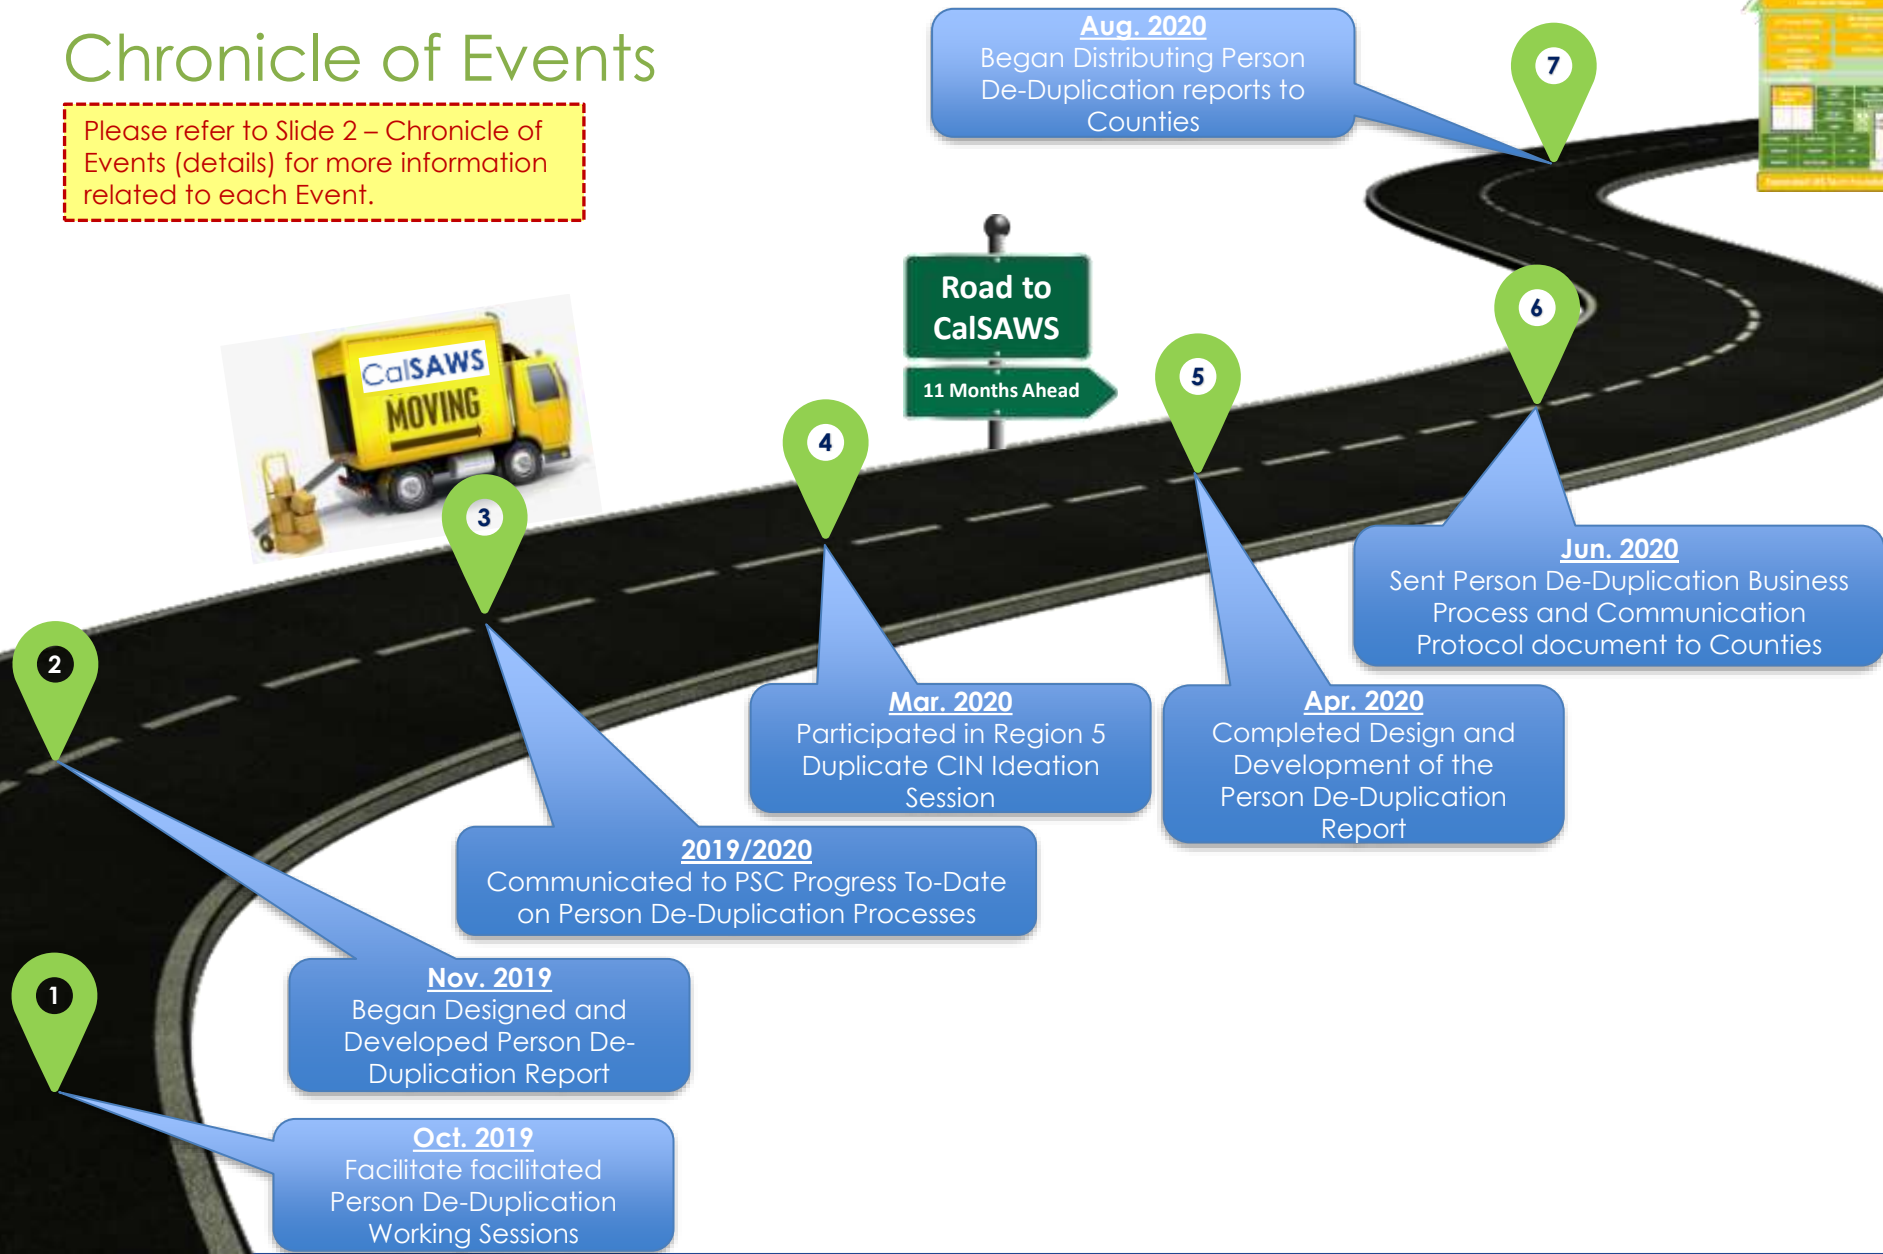 Chronicle of Events
Please refer to Slide 2 – Chronicle of
Events (details) for more information
related to each Event.
Aug. 2020
Began Distributing Person
De-Duplication reports to
Counties
7
Road to
CalSAWS
11 Months Ahead
CalSAWS
MOVING
6
5
4
3
Jun. 2020
Sent Person De-Duplication Business
Process and Communication
Protocol document to Counties
2
Mar. 2020
Participated in Region 5
Duplicate CIN Ideation
Session
Apr. 2020
Completed Design and
Development of the
Person De-Duplication
Report
2019/2020
Communicated to PSC Progress To-Date
on Person De-Duplication Processes
Nov. 2019
Began Designed and
Developed Person De-
Duplication Report
1
Oct. 2019
Facilitate facilitated
Person De-Duplication
Working Sessions